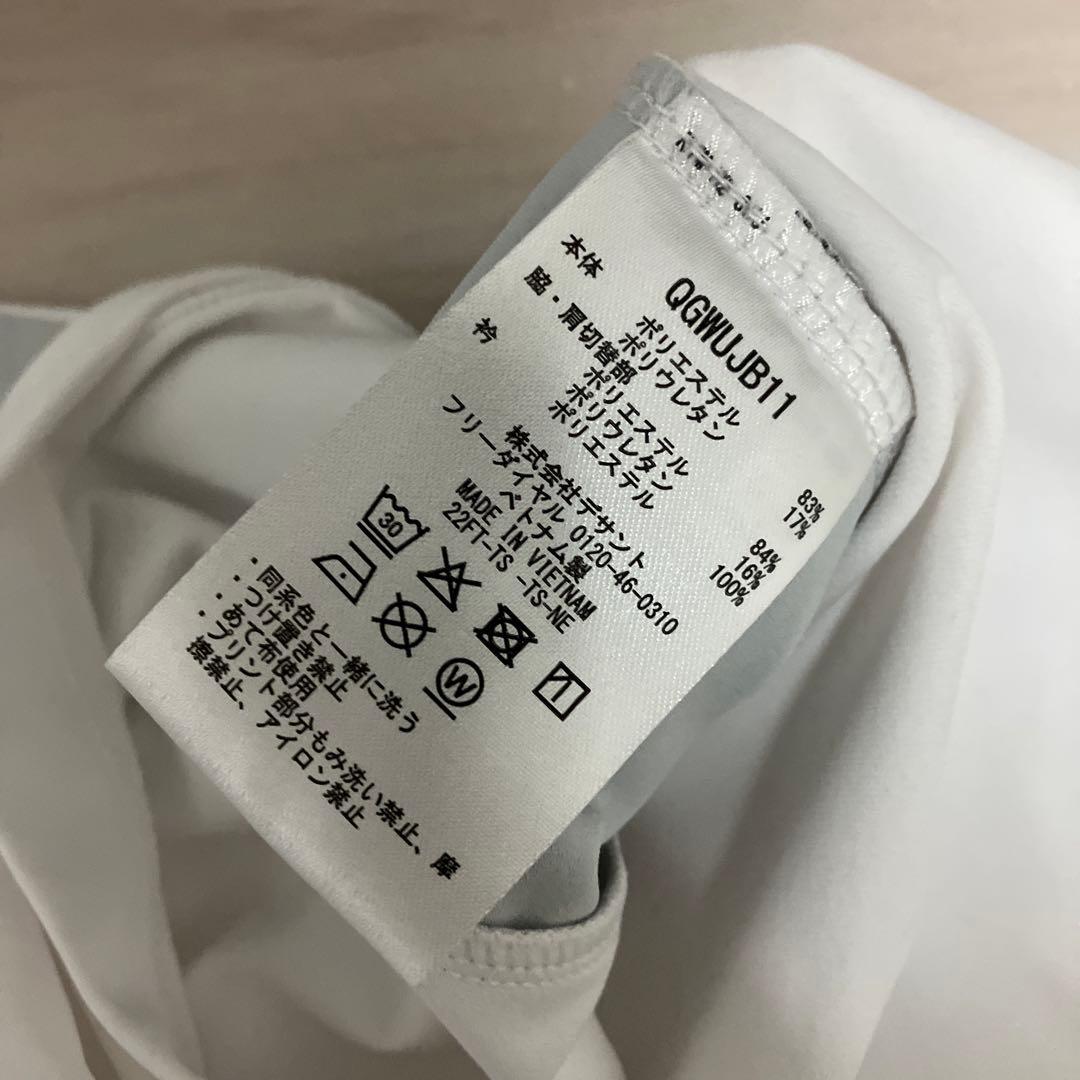 QGWUJB11
本体 ポリエステル 83%
ポリウレタン 17%
脇・肩切替部
ポリエステル 84%
ポリウレタン 16%
衿 ポリエステル 100%
株式会社デサント
フリーダイヤル 0120-46-0310
ベトナム製
MADE IN VIETNAM
22FT-TS -TS-NE
30
W
・同系色と一緒に洗う
・つけ置き禁止
・あて布使用
・プリント部分もみ洗い禁止、摩
擦禁止、アイロン禁止